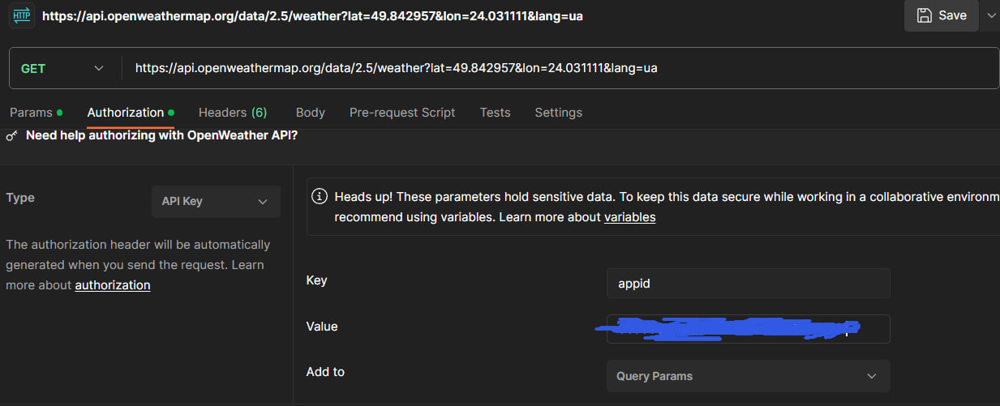 HTTP https://api.openweathermap.org/data/2.5/weather?lat=49.842957&lon=24.031111&lang=ua Save
GET https://api.openweathermap.org/data/2.5/weather?lat=49.842957&lon=24.031111&lang=ua
Params Authorization Headers (6) Body Pre-request Script Tests Settings
Need help authorizing with OpenWeather API?
Type API Key
The authorization header will be automatically
generated when you send the request. Learn
more about authorization
Heads up! These parameters hold sensitive data. To keep this data secure while working in a collaborative environm
recommend using variables. Learn more about variables
Key appid
Value
Add to Query Params